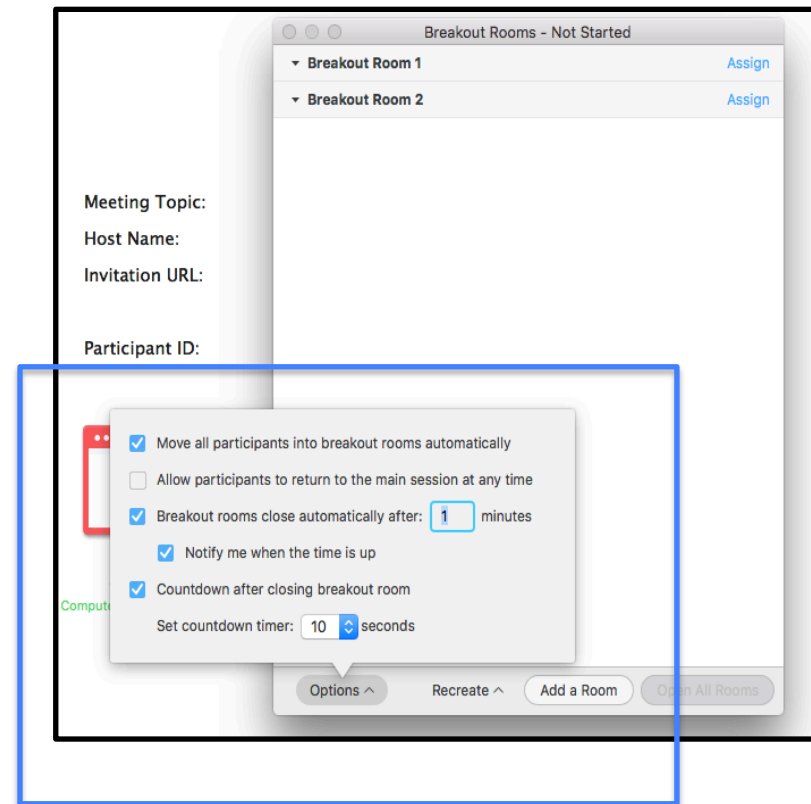 Breakout Rooms - Not Started
Breakout Room 1 Assign
Breakout Room 2 Assign
Meeting Topic:
Host Name:
Invitation URL:
Participant ID:
Move all participants into breakout rooms automatically
Allow participants to return to the main session at any time
Breakout rooms close automatically after: 1 minutes
Notify me when the time is up
Countdown after closing breakout room
Set countdown timer: 10 seconds
Options Recreate Add a Room Open All Rooms